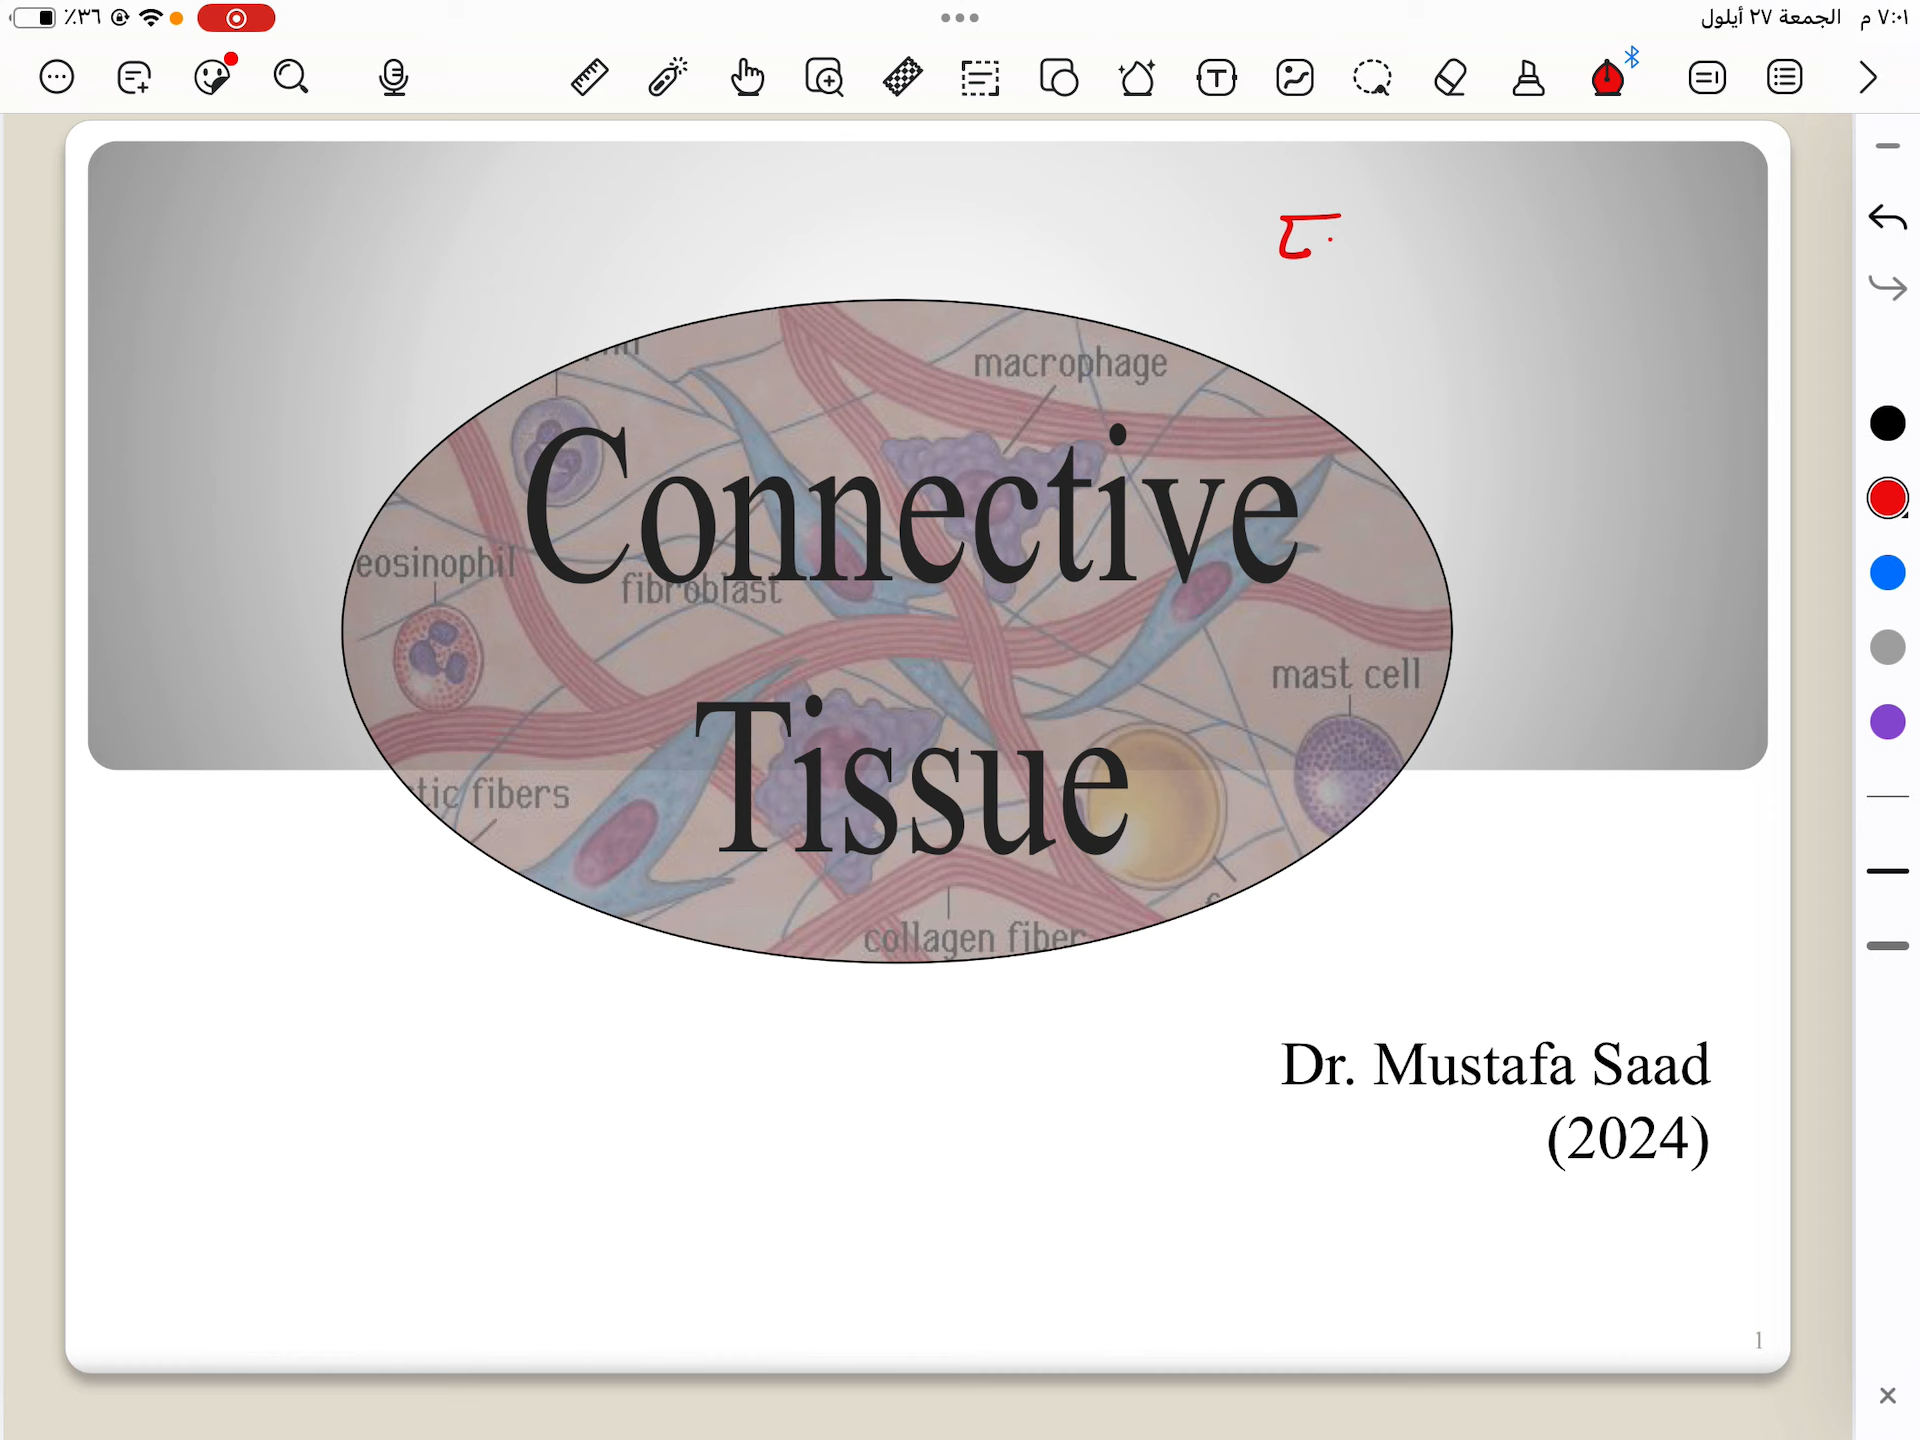 ٪٣٦
الجمعة ٢٧ أيلول ٧:٠١ م
macrophage
eosinophil
fibroblast
Connective
mast cell
Tissue
tic fibers
collagen fiber
Dr. Mustafa Saad
(2024)
1